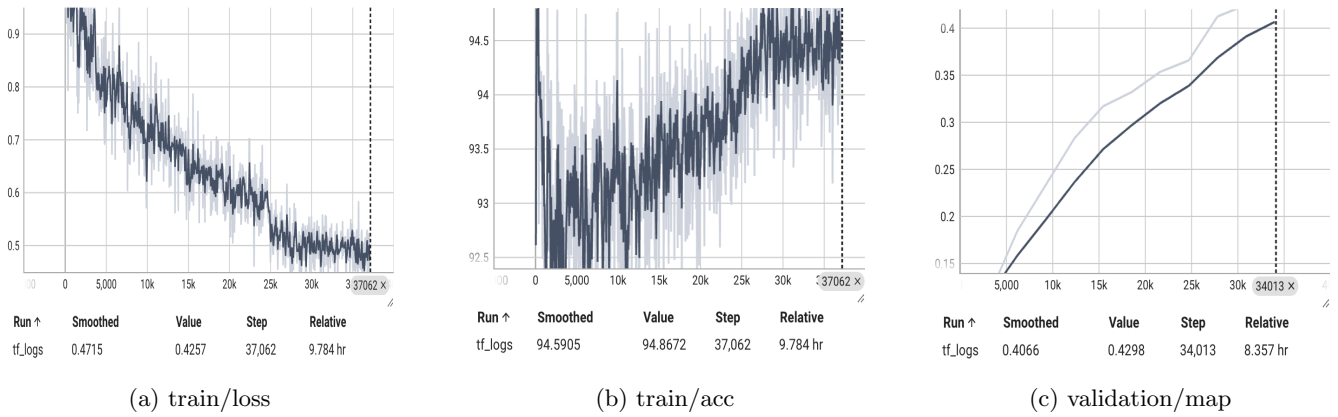 0.9
0.8
0.7
0.6
0.5
0 5,000 10k 15k 20k 25k 30k 37062 ×
Run ↑ Smoothed Value Step Relative
tf_logs 0.4715 0.4257 37,062 9.784 hr
(a) train/loss
94.5
94
93.5
93
92.5
0 5,000 10k 15k 20k 25k 30k 37062 ×
Run ↑ Smoothed Value Step Relative
tf_logs 94.5905 94.8672 37,062 9.784 hr
(b) train/acc
0.4
0.35
0.3
0.25
0.2
0.15
5,000 10k 15k 20k 25k 30k 34013 ×
Run ↑ Smoothed Value Step Relative
tf_logs 0.4066 0.4298 34,013 8.357 hr
(c) validation/map